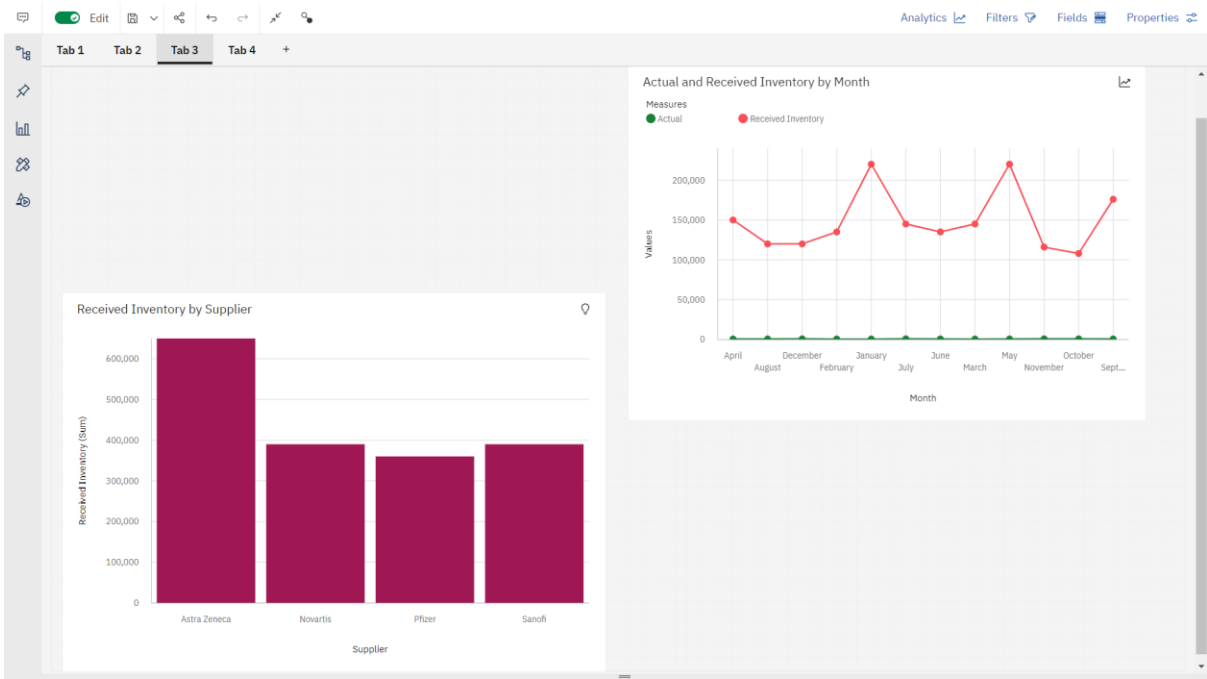 Edit
Analytics Filters Fields Properties
Tab 1 Tab 2 Tab 3 Tab 4 +
Actual and Received Inventory by Month
Measures
Actual Received Inventory
200,000
150,000
100,000
50,000
0
Values
April December January June May October
August February July March November Sept...
Month
Received Inventory by Supplier
600,000
500,000
400,000
300,000
200,000
100,000
0
Received Inventory (Sum)
Astra Zeneca Novartis Pfizer Sanofi
Supplier